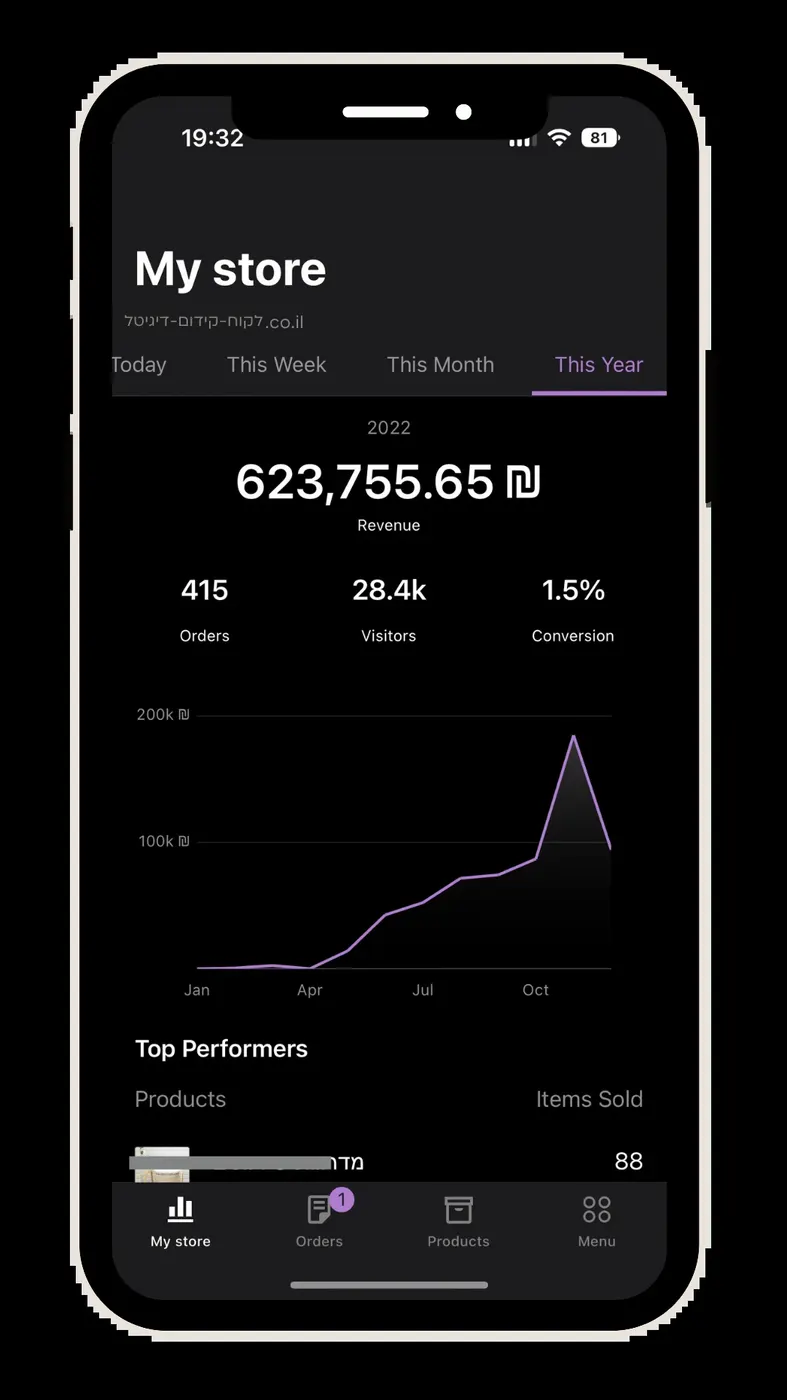 19:32
81
My store
לקוח-קידום-דיגיטל.co.il
Today This Week This Month This Year
2022
623,755.65 ₪
Revenue
415 28.4k 1.5%
Orders Visitors Conversion
200k ₪
100k ₪
Jan Apr Jul Oct
Top Performers
Products Items Sold
88
1
My store Orders Products Menu